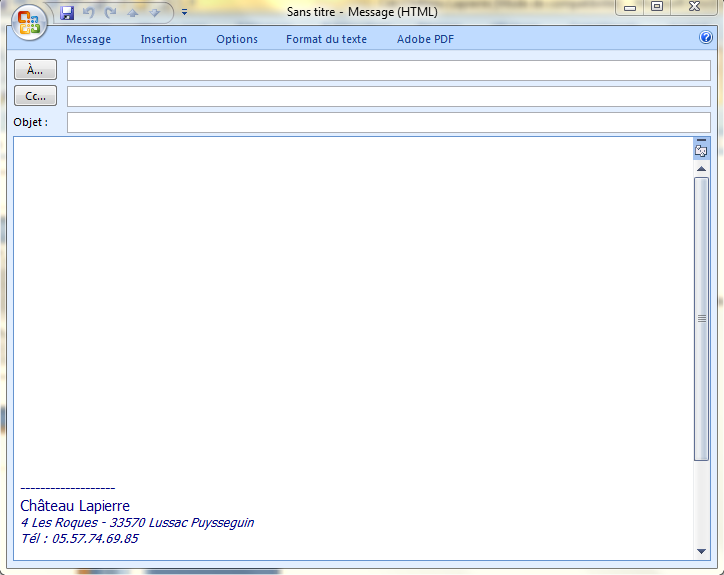 Sans titre - Message (HTML)
Message Insertion Options Format du texte Adobe PDF
À...
Cc...
Objet :
-------------------
Château Lapierre
4 Les Roques - 33570 Lussac Puysseguin
Tél : 05.57.74.69.85